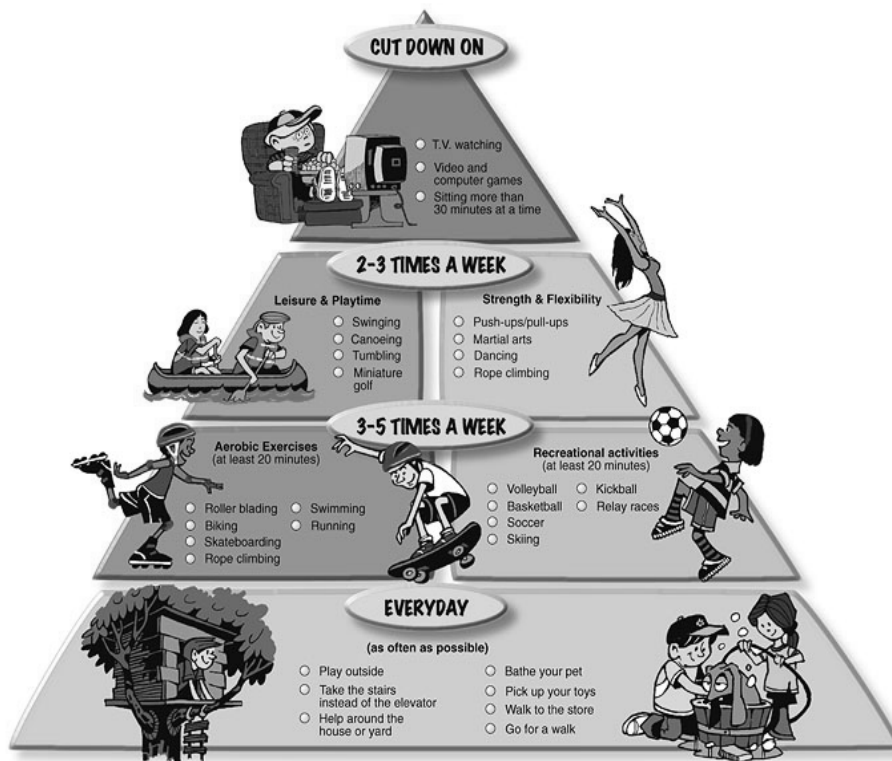 CUT DOWN ON
T.V. watching
Video and
computer games
Sitting more than
30 minutes at a time
2-3 TIMES A WEEK
Leisure & Playtime
Swinging
Canoeing
Tumbling
Miniature
golf
Strength & Flexibility
Push-ups/pull-ups
Martial arts
Dancing
Rope climbing
3-5 TIMES A WEEK
Aerobic Exercises
(at least 20 minutes)
Roller blading
Biking
Skateboarding
Rope climbing
Swimming
Running
Recreational activities
(at least 20 minutes)
Volleyball
Basketball
Soccer
Skiing
Kickball
Relay races
EVERYDAY
(as often as possible)
Play outside
Take the stairs
instead of the elevator
Help around the
house or yard
Bathe your pet
Pick up your toys
Walk to the store
Go for a walk